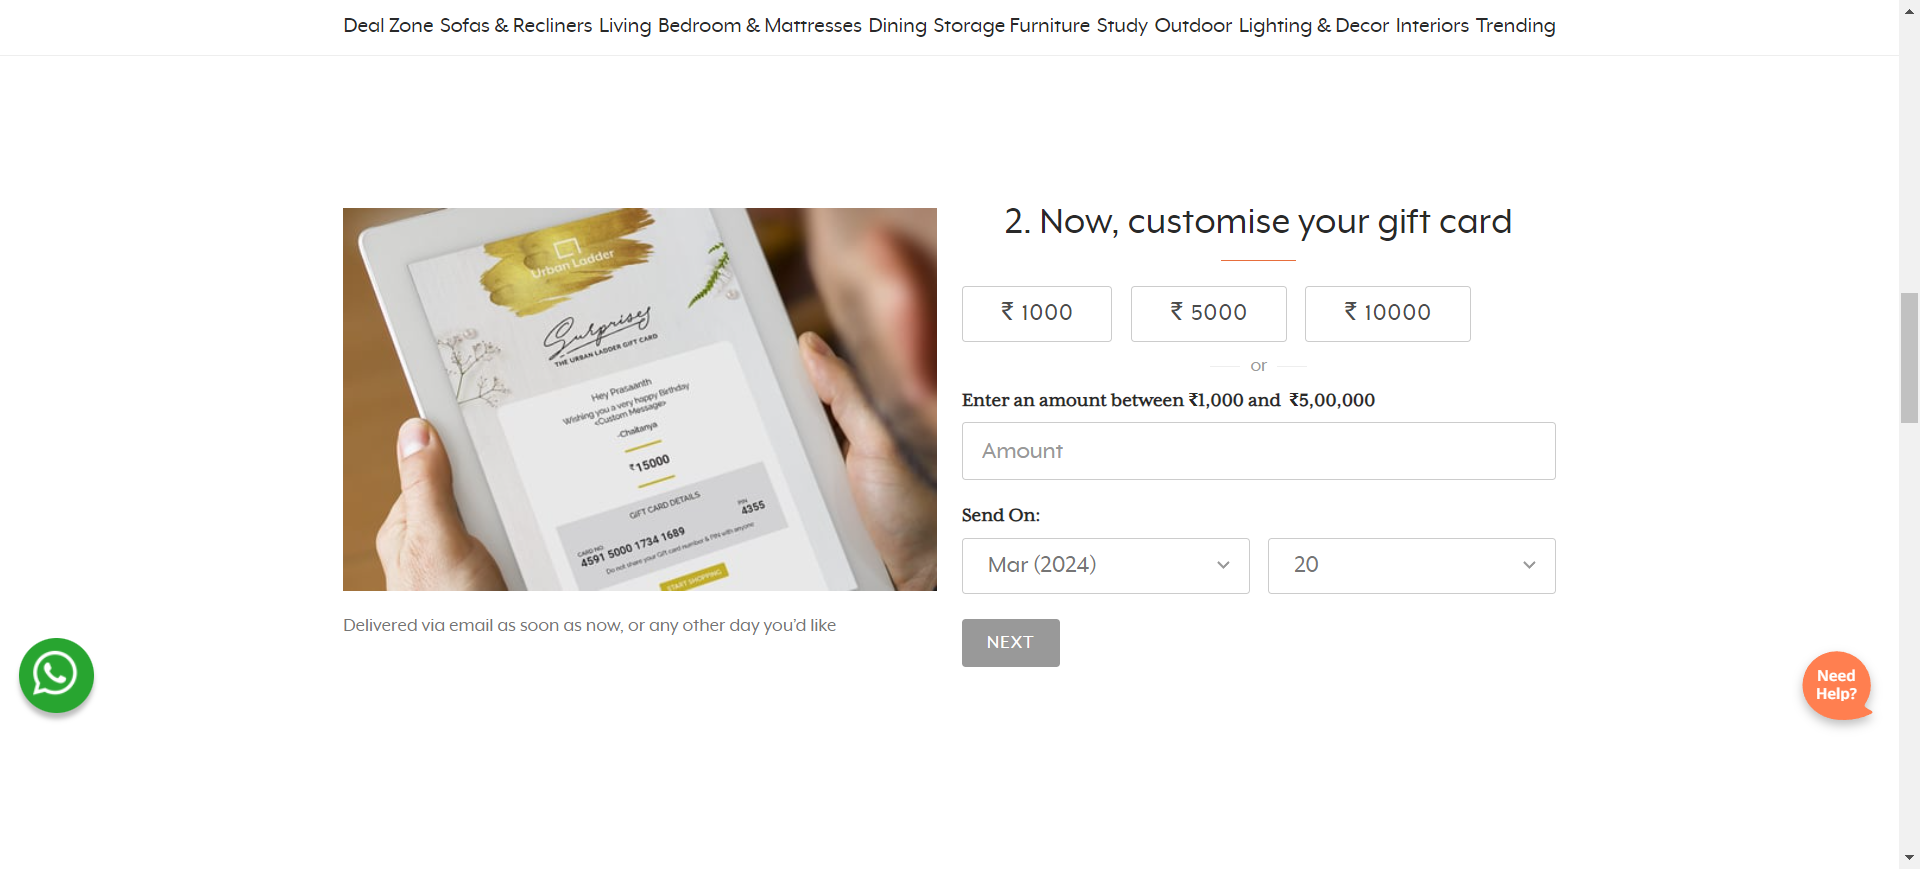 Deal Zone Sofas & Recliners Living Bedroom & Mattresses Dining Storage Furniture Study Outdoor Lighting & Decor Interiors Trending
Urban Ladder
Surprises
THE URBAN LADDER GIFT CARD
Hey Prasaanth
Wishing you a very happy Birthday
<Custom Message>
-Chaitanya
₹15000
GIFT CARD DETAILS
CARD NO.
PIN
4591 5000 1734 1689
4355
Do not share your Gift card number & PIN with anyone
START SHOPPING
Delivered via email as soon as now, or any other day you'd like
2. Now, customise your gift card
₹ 1000
₹ 5000
₹ 10000
or
Enter an amount between ₹1,000 and ₹5,00,000
Amount
Send On:
Mar (2024)
20
NEXT
Need
Help?